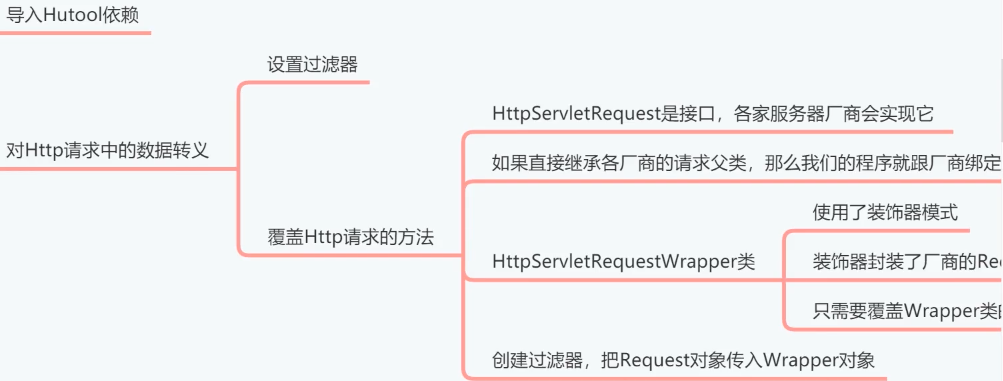 导入Hutool依赖
对Http请求中的数据转义
设置过滤器
覆盖Http请求的方法
HttpServletRequest是接口，各家服务器厂商会实现它
如果直接继承各厂商的请求父类，那么我们的程序就跟厂商绑定
HttpServletRequestWrapper类
使用了装饰器模式
装饰器封装了厂商的Req
只需要覆盖Wrapper类的
创建过滤器，把Request对象传入Wrapper对象